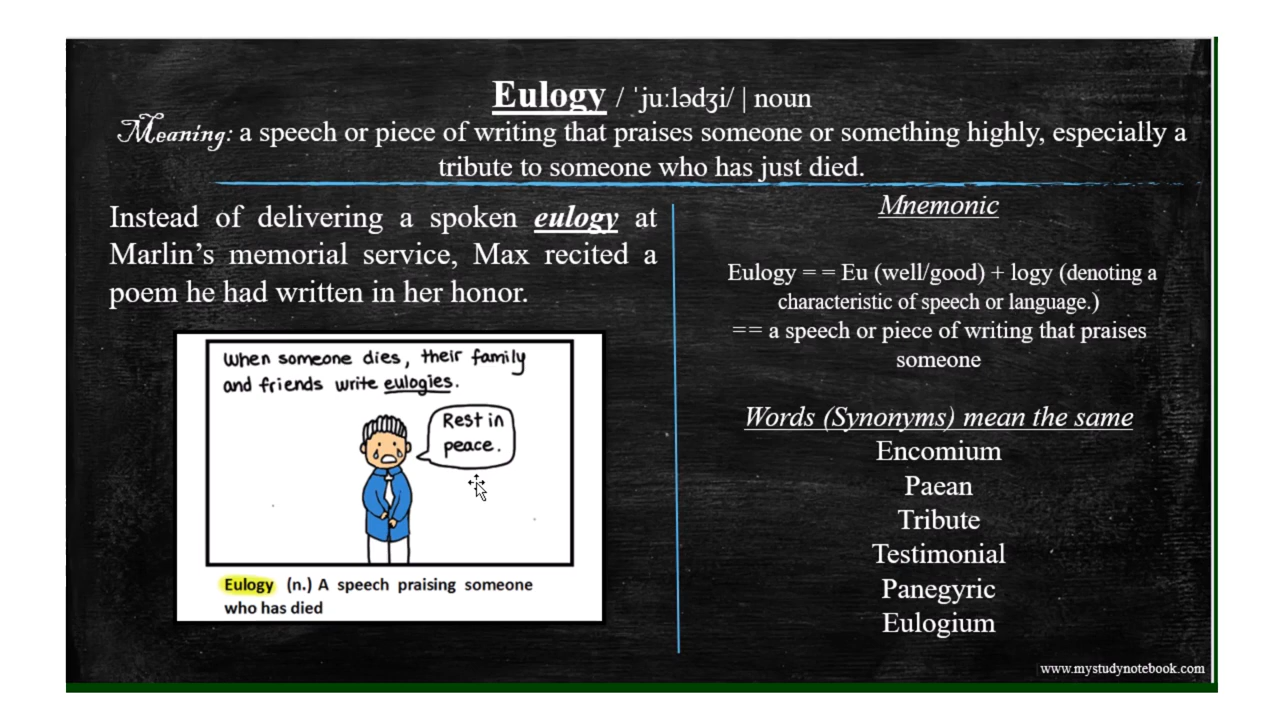 Eulogy / ˈjuːlədʒi/ | noun
Meaning: a speech or piece of writing that praises someone or something highly, especially a
tribute to someone who has just died.
Instead of delivering a spoken eulogy at
Marlin’s memorial service, Max recited a
poem he had written in her honor.
When someone dies, their family
and friends write eulogies.
Rest in
peace.
Eulogy (n.) A speech praising someone
who has died
Mnemonic
Eulogy = = Eu (well/good) + logy (denoting a
characteristic of speech or language.)
== a speech or piece of writing that praises
someone
Words (Synonyms) mean the same
Encomium
Paean
Tribute
Testimonial
Panegyric
Eulogium
www.mystudynotebook.com